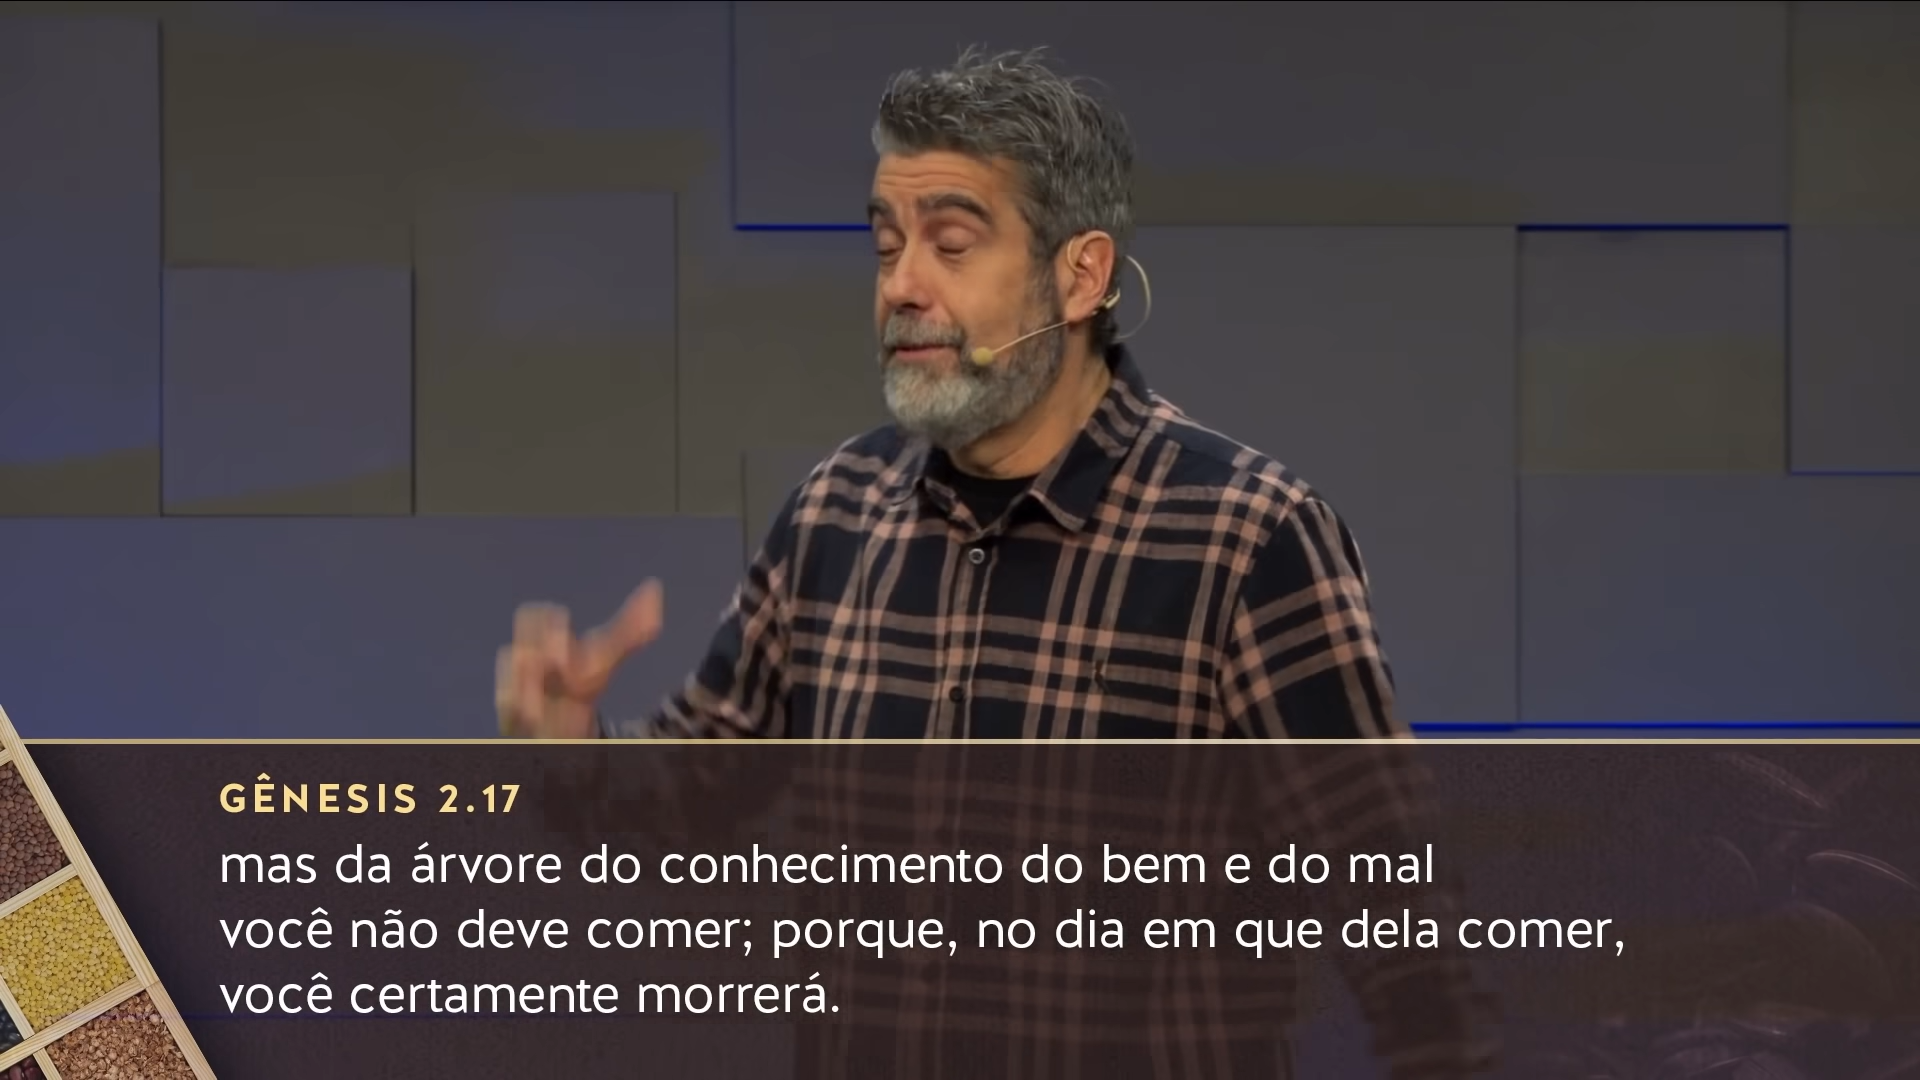 GÊNESIS 2.17
mas da árvore do conhecimento do bem e do mal
você não deve comer; porque, no dia em que dela comer,
você certamente morrerá.